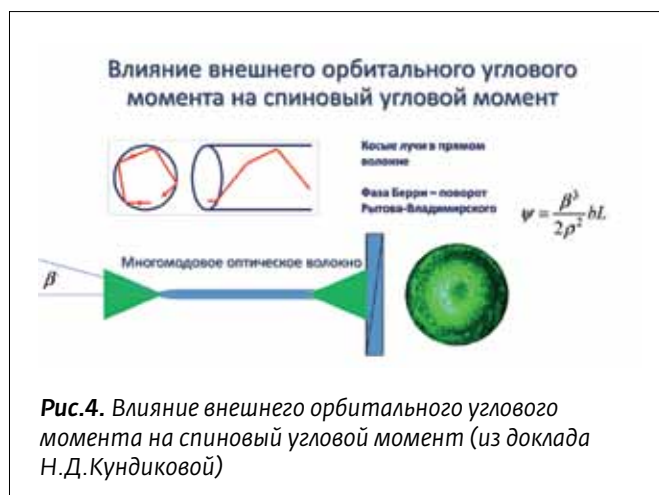 Влияние внешнего орбитального углового
момента на спиновый угловой момент
Косые лучи в прямом
волокне
Фаза Берри – поворот
Рытова-Владимирского
ψ = β³ / 2ρ² bL
Многомодовое оптическое волокно
β
Рис.4. Влияние внешнего орбитального углового
момента на спиновый угловой момент (из доклада
Н.Д.Кундиковой)